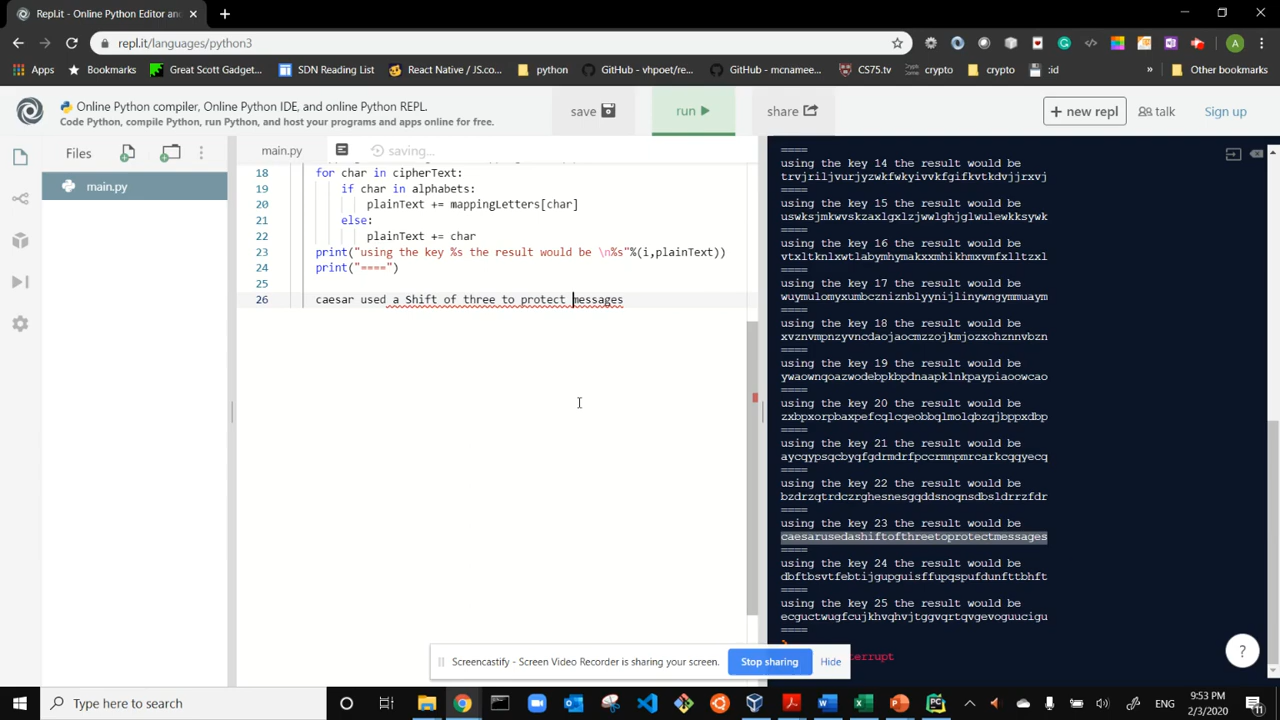 Repl.it - Online Python Editor and
repl.it/languages/python3
A
Apps
Bookmarks
Great Scott Gadget...
SDN Reading List
React Native / JS.co...
python
GitHub - vhpoet/re...
GitHub - mcnamee...
CS75.tv
crypto
crypto
:id
»
Other bookmarks
Online Python compiler, Online Python IDE, and online Python REPL.
Code Python, compile Python, run Python, and host your programs and apps online for free.
save
run
share
+ new repl
talk
Sign up
Files
main.py
main.py
saving...
18 for char in cipherText:
19 if char in alphabets:
20 plainText += mappingLetters[char]
21 else:
22 plainText += char
23 print("using the key %s the result would be \n%s"%(i,plainText))
24 print("====")
25
26 caesar used a Shift of three to protect messages
====
using the key 14 the result would be
trvjriljvurjyzwkfwkyivvkfgifkvtkdvjjrxvj
====
using the key 15 the result would be
uswksjmkwvskzaxlgxlzjwwlghjglwulewkksywk
====
using the key 16 the result would be
vtxltknlxwtlabymhymakxxmhikhmxvmfxlltzxl
====
using the key 17 the result would be
wuymulomyxumbczniznblyynijlinywngymmuaym
====
using the key 18 the result would be
xvznvmpnzyvncdaojaocmzzojkmjozxohznnvbzn
====
using the key 19 the result would be
ywaownqoazwodebpkbpdnaapklnkpaypiaoowcao
====
using the key 20 the result would be
zxbpxorpbaxpefcqlcqeobbqlmolqbzqjbppxdbp
====
using the key 21 the result would be
aycqypsqcbyqfgdrmdrfpccrmnpmrcarkcqqyecq
====
using the key 22 the result would be
bzdrzqtrdczrghesnesgqddsnoqnsdbsldrrzfdr
====
using the key 23 the result would be
caesarusedashiftofthreetoprotectmessages
====
using the key 24 the result would be
dbftbsvtfebtijgupguisffupqspufdunfttbhft
====
using the key 25 the result would be
ecguctwugfcujkhvqhvjtggvqrtqvgevoguucigu
====
terrupt
?
Screencastify - Screen Video Recorder is sharing your screen.
Stop sharing
Hide
Type here to search
9:53 PM
2/3/2020
11